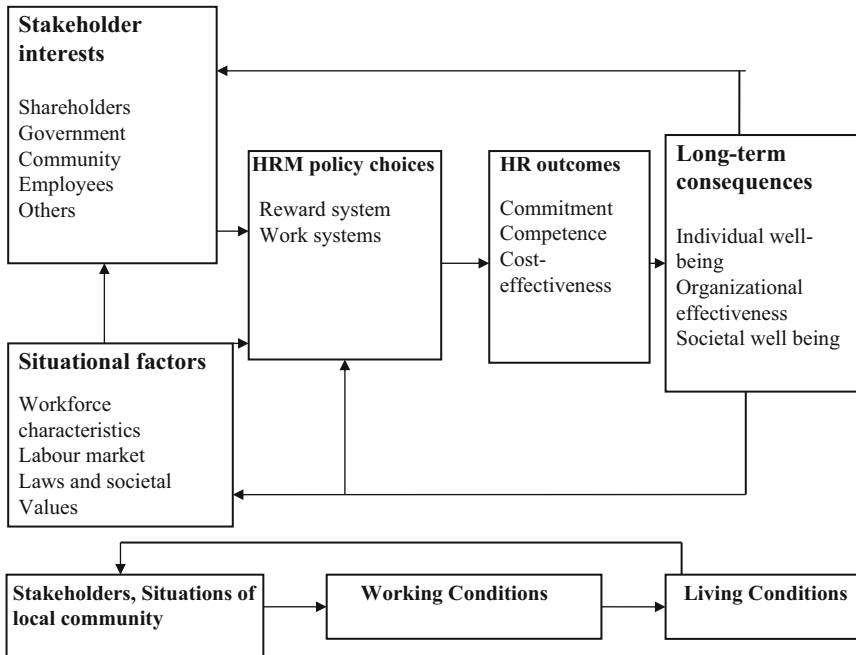 Stakeholder
interests
Shareholders
Government
Community
Employees
Others
HRM policy choices
Reward system
Work systems
HR outcomes
Commitment
Competence
Cost-
effectiveness
Long-term
consequences
Individual well-
being
Organizational
effectiveness
Societal well being
Situational factors
Workforce
characteristics
Labour market
Laws and societal
Values
Stakeholders, Situations of
local community
Working Conditions
Living Conditions